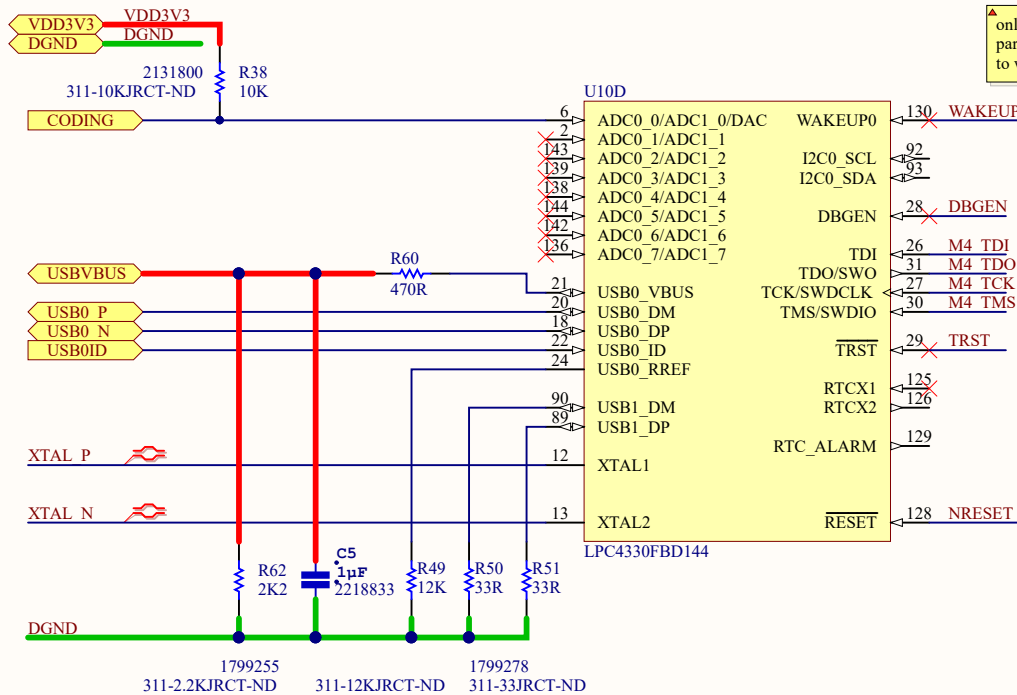 VDD3V3
VDD3V3
DGND
DGND
2131800
R38
311-10KJRCT-ND
10K
CODING
U10D
6
ADC0_0/ADC1_0/DAC
WAKEUP0
130
WAKEUP
2
ADC0_1/ADC1_1
143
ADC0_2/ADC1_2
I2C0_SCL
92
139
ADC0_3/ADC1_3
I2C0_SDA
93
138
ADC0_4/ADC1_4
144
ADC0_5/ADC1_5
DBGEN
28
DBGEN
142
ADC0_6/ADC1_6
136
ADC0_7/ADC1_7
TDI
26
M4_TDI
TDO/SWO
31
M4_TDO
USBVBUS
R60
470R
21
USB0_VBUS
TCK/SWDCLK
27
M4_TCK
USB0_P
20
USB0_DM
TMS/SWDIO
30
M4_TMS
USB0_N
18
USB0_DP
USB0ID
22
USB0_ID
TRST
29
TRST
24
USB0_RREF
RTCX1
125
90
USB1_DM
RTCX2
126
89
USB1_DP
RTC_ALARM
129
XTAL_P
12
XTAL1
XTAL_N
13
XTAL2
RESET
128
NRESET
LPC4330FBD144
R62
2K2
C5
1µF
2218833
R49
12K
R50
33R
R51
33R
DGND
1799255
1799278
311-2.2KJRCT-ND
311-12KJRCT-ND
311-33JRCT-ND